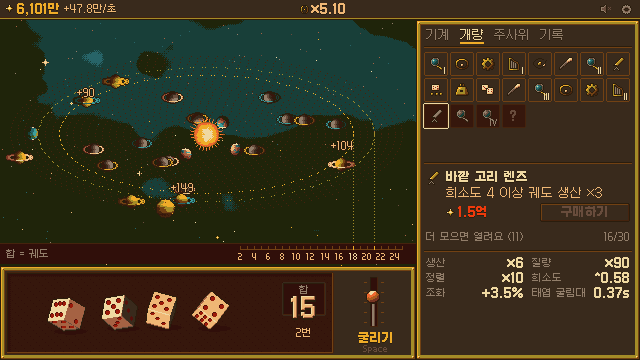 6,101만 +47.8만/초
×5.10
기계 개량 주사위 기록
I
I
II
II
III
II
IV
?
+90
+104
+149
바깥 고리 렌즈
희소도 4 이상 궤도 생산 ×3
1.5억
구매하기
더 모으면 열려요 (11)
16/30
합 = 궤도
2 4 6 8 10 12 14 16 18 20 22 24
생산 ×6
질량 ×90
정렬 ×10
희소도 ^0.58
조화 +3.5%
태엽 굴림대 0.37s
합
15
2번
굴리기
Space